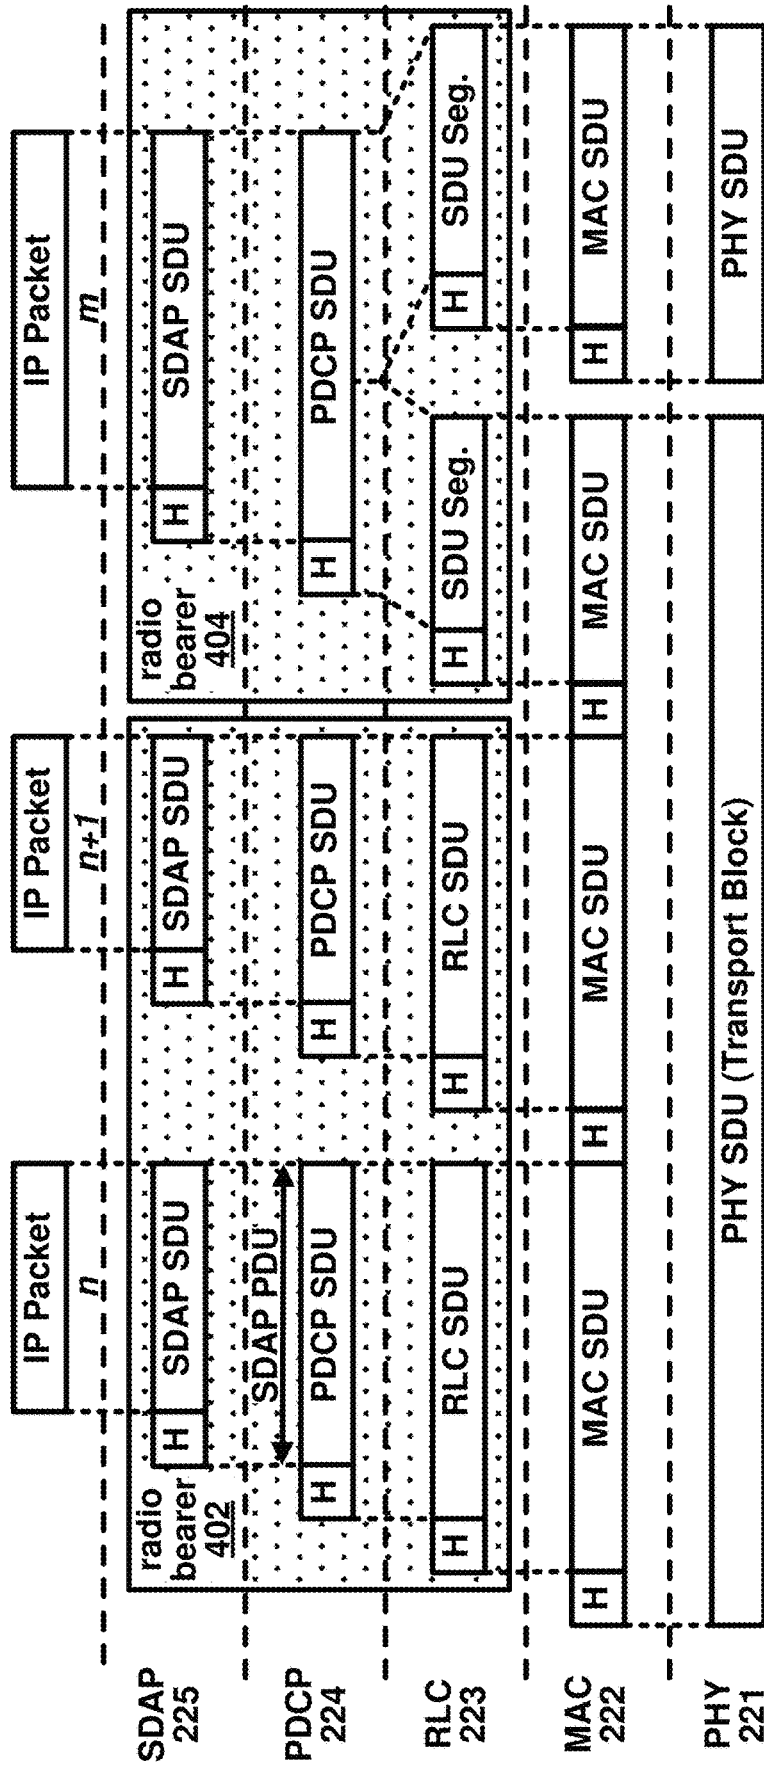 IP Packet
IP Packet
IP Packet
n
n+1
m
SDAP
225
radio
bearer
402
H
SDAP SDU
H
SDAP SDU
radio
bearer
404
H
SDAP SDU
SDAP PDU
PDCP
224
H
PDCP SDU
H
PDCP SDU
H
PDCP SDU
RLC
223
H
RLC SDU
H
RLC SDU
H
SDU Seg.
H
SDU Seg.
MAC
222
H
MAC SDU
H
MAC SDU
H
MAC SDU
H
MAC SDU
PHY
221
PHY SDU (Transport Block)
PHY SDU